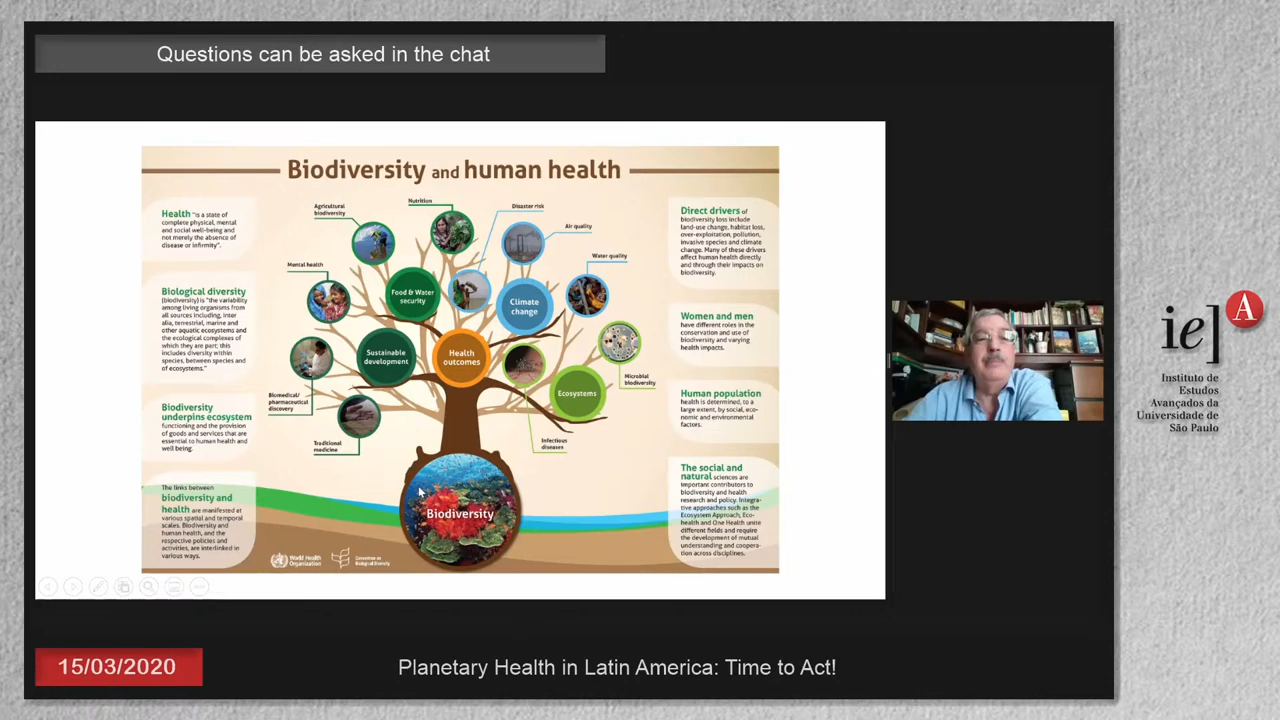 Questions can be asked in the chat
Biodiversity and human health
Health "is a state of
complete physical, mental
and social well-being and
not merely the absence of
disease or infirmity".
Biological diversity
(biodiversity) is "the variability
among living organisms from
all sources including, inter
alia, terrestrial, marine and
other aquatic ecosystems and
the ecological complexes of
which they are part; this
includes diversity within
species, between species and
of ecosystems."
Biodiversity
underpins ecosystem
functioning and the provision
of goods and services that are
essential to human health and
well being.
The links between
biodiversity and
health are manifested at
various spatial and temporal
scales. Biodiversity and
human health, and the
respective policies and
activities, are interlinked in
various ways.
Agricultural
biodiversity
Nutrition
Disaster risk
Air quality
Water quality
Mental health
Food & Water
security
Climate
change
Sustainable
development
Health
outcomes
Ecosystems
Microbial
biodiversity
Biomedical/
pharmaceutical
discovery
Traditional
medicine
Infectious
diseases
Biodiversity
World Health
Organization
Convention on
Biological Diversity
Direct drivers of
biodiversity loss include
land-use change, habitat loss,
over-exploitation, pollution,
invasive species and climate
change. Many of these drivers
affect human health directly
and through their impacts on
biodiversity.
Women and men
have different roles in the
conservation and use of
biodiversity and varying
health impacts.
Human population
health is determined, to a
large extent, by social, eco-
nomic and environmental
factors.
The social and
natural sciences are
important contributors to
biodiversity and health
research and policy. Integra-
tive approaches such as the
Ecosystem Approach, Eco-
health and One Health unite
different fields and require
the development of mutual
understanding and coopera-
tion across disciplines.
iea
Instituto de
Estudos
Avançados da
Universidade de
São Paulo
15/03/2020
Planetary Health in Latin America: Time to Act!